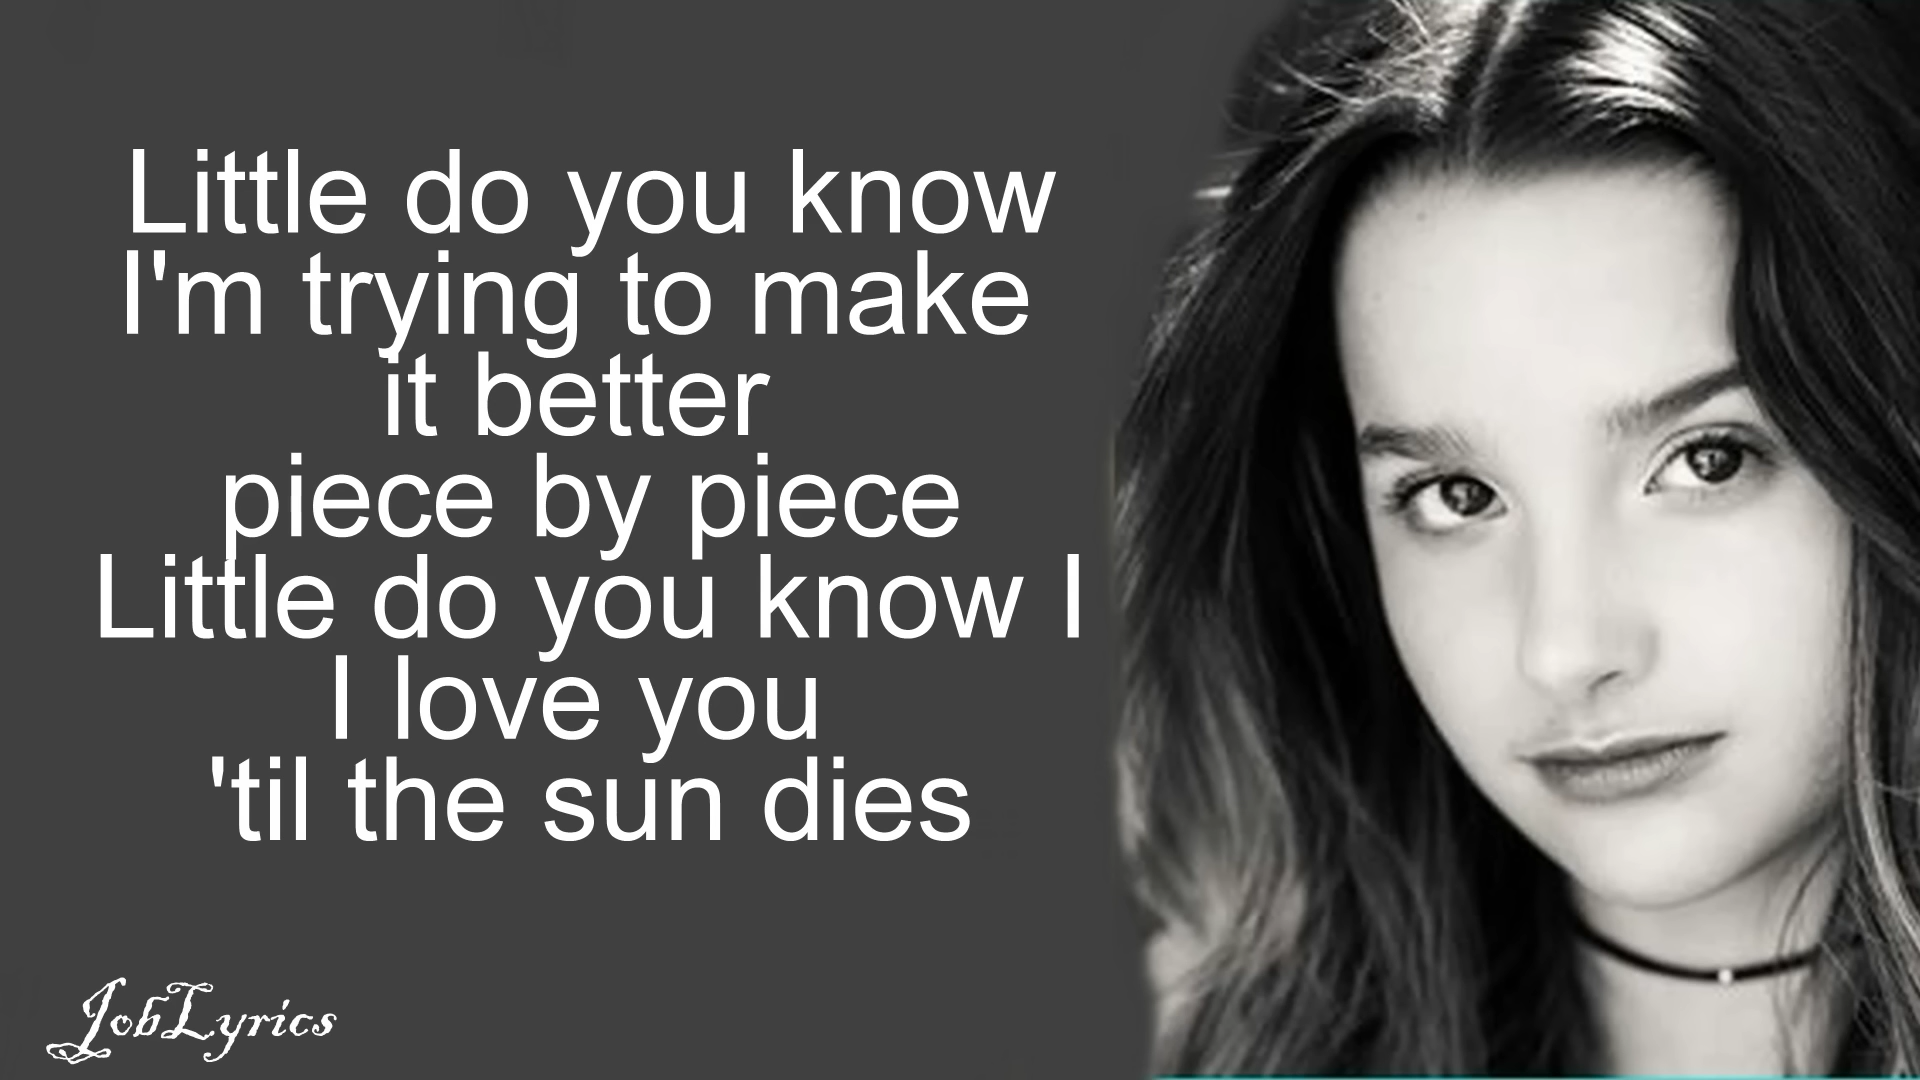 Little do you know
I'm trying to make
it better
piece by piece
Little do you know I
I love you
'til the sun dies
JobLyrics